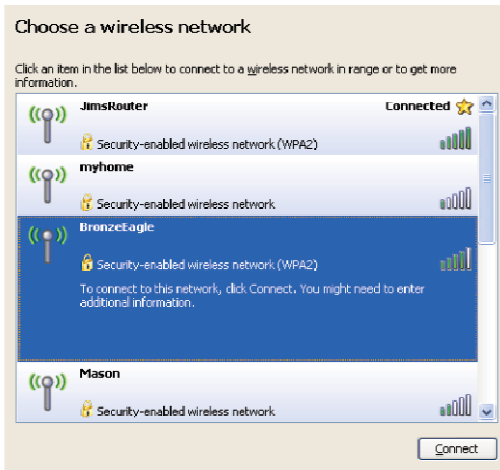 Choose a wireless network
Click an item in the list below to connect to a wireless network in range or to get more
information.
JimsRouter Connected
Security-enabled wireless network (WPA2)
myhome
Security-enabled wireless network
BronzeEagle
Security-enabled wireless network (WPA2)
To connect to this network, click Connect. You might need to enter
additional information.
Mason
Security-enabled wireless network
Connect